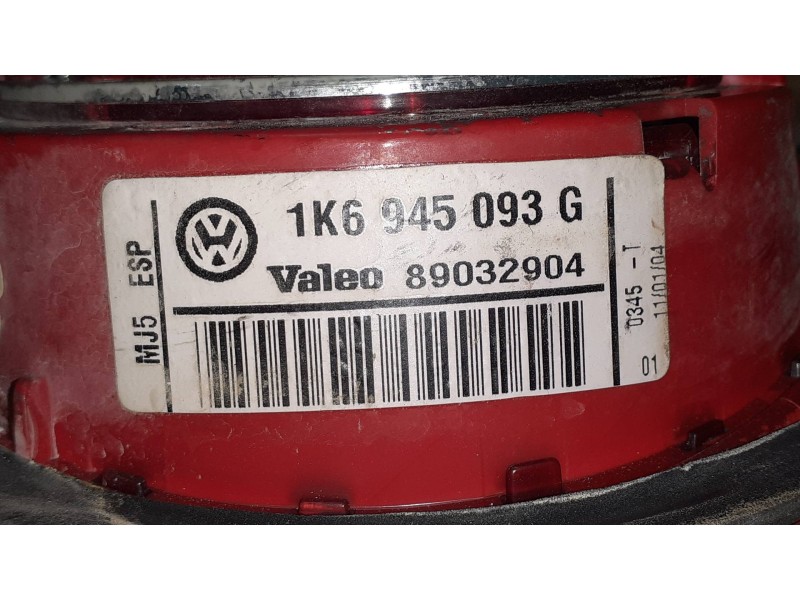 1K6 945 093 G
Valeo 89032904
MJ5 ESP
0345 - T
11/01/04
01